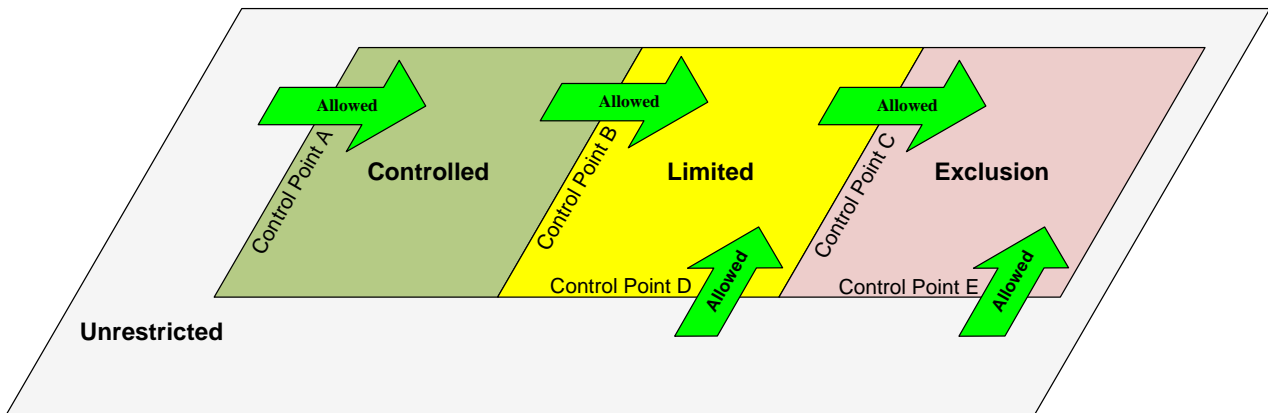 Allowed
Allowed
Allowed
Control Point A
Control Point B
Control Point C
Controlled
Limited
Exclusion
Allowed
Allowed
Control Point D
Control Point E
Unrestricted